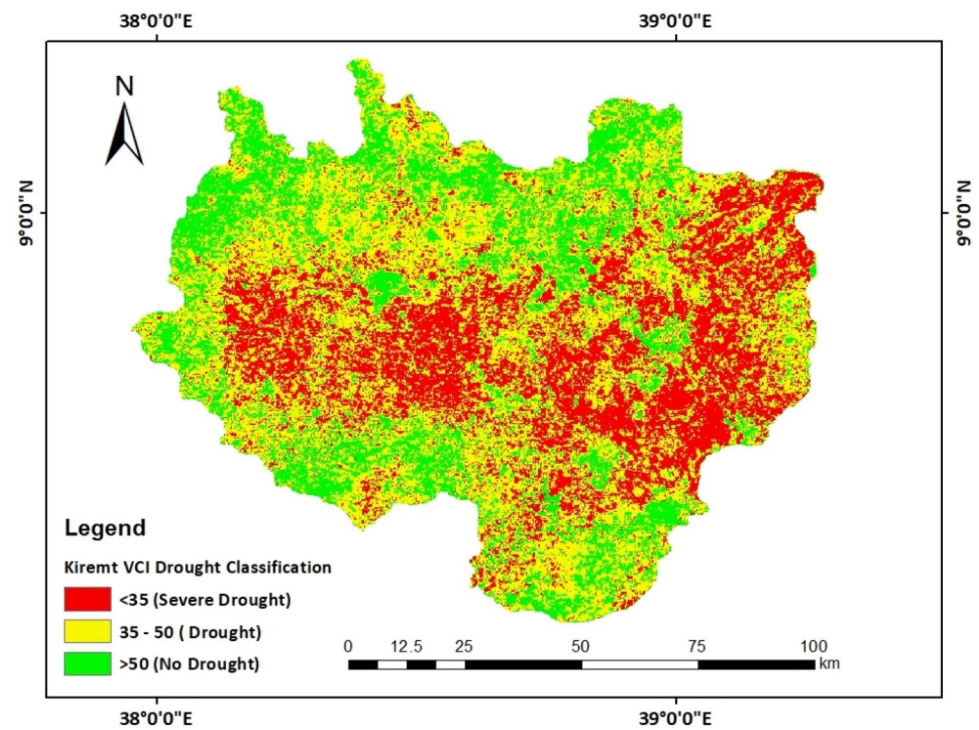 38°0'0"E 39°0'0"E
N
9°0'0"N 9°0'0"N
Legend
Kiremt VCI Drought Classification
<35 (Severe Drought)
35 - 50 ( Drought)
>50 (No Drought)
0 12.5 25 50 75 100
km
38°0'0"E 39°0'0"E